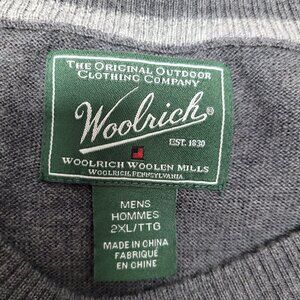 THE ORIGINAL OUTDOOR
CLOTHING COMPANY
Woolrich®
EST. 1830
WOOLRICH WOOLEN MILLS
WOOLRICH, PENNSYLVANIA
MENS
HOMMES
2XL/TTG
MADE IN CHINA
FABRIQUÉ
EN CHINE